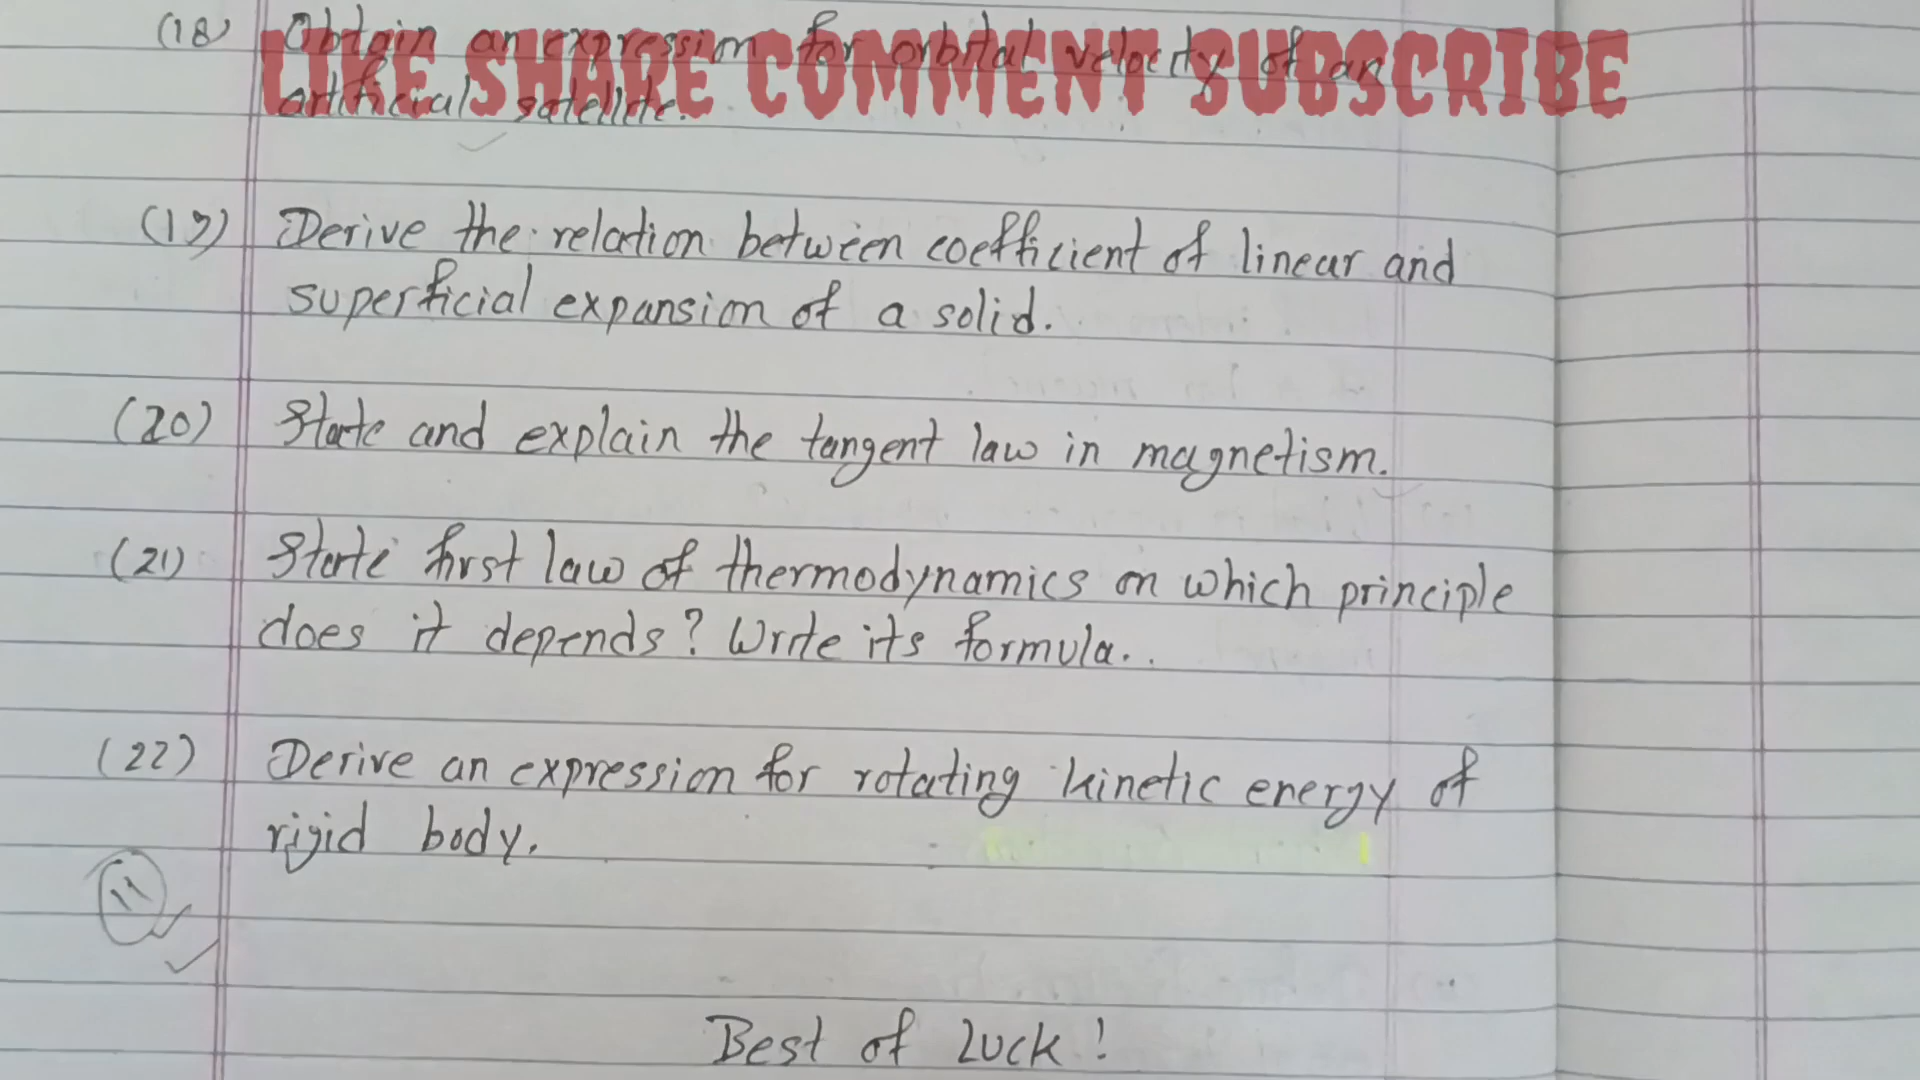 (18) Obtain an expression for orbital velocity of an
LIKE SHARE COMMENT SUBSCRIBE
artificial satellite.
(19) Derive the relation between coefficient of linear and
superficial expansion of a solid.
(20) State and explain the tangent law in magnetism.
(21) State first law of thermodynamics on which principle
does it depends? Write its formula.
(22) Derive an expression for rotating kinetic energy of
rigid body.
11
Best of Luck!